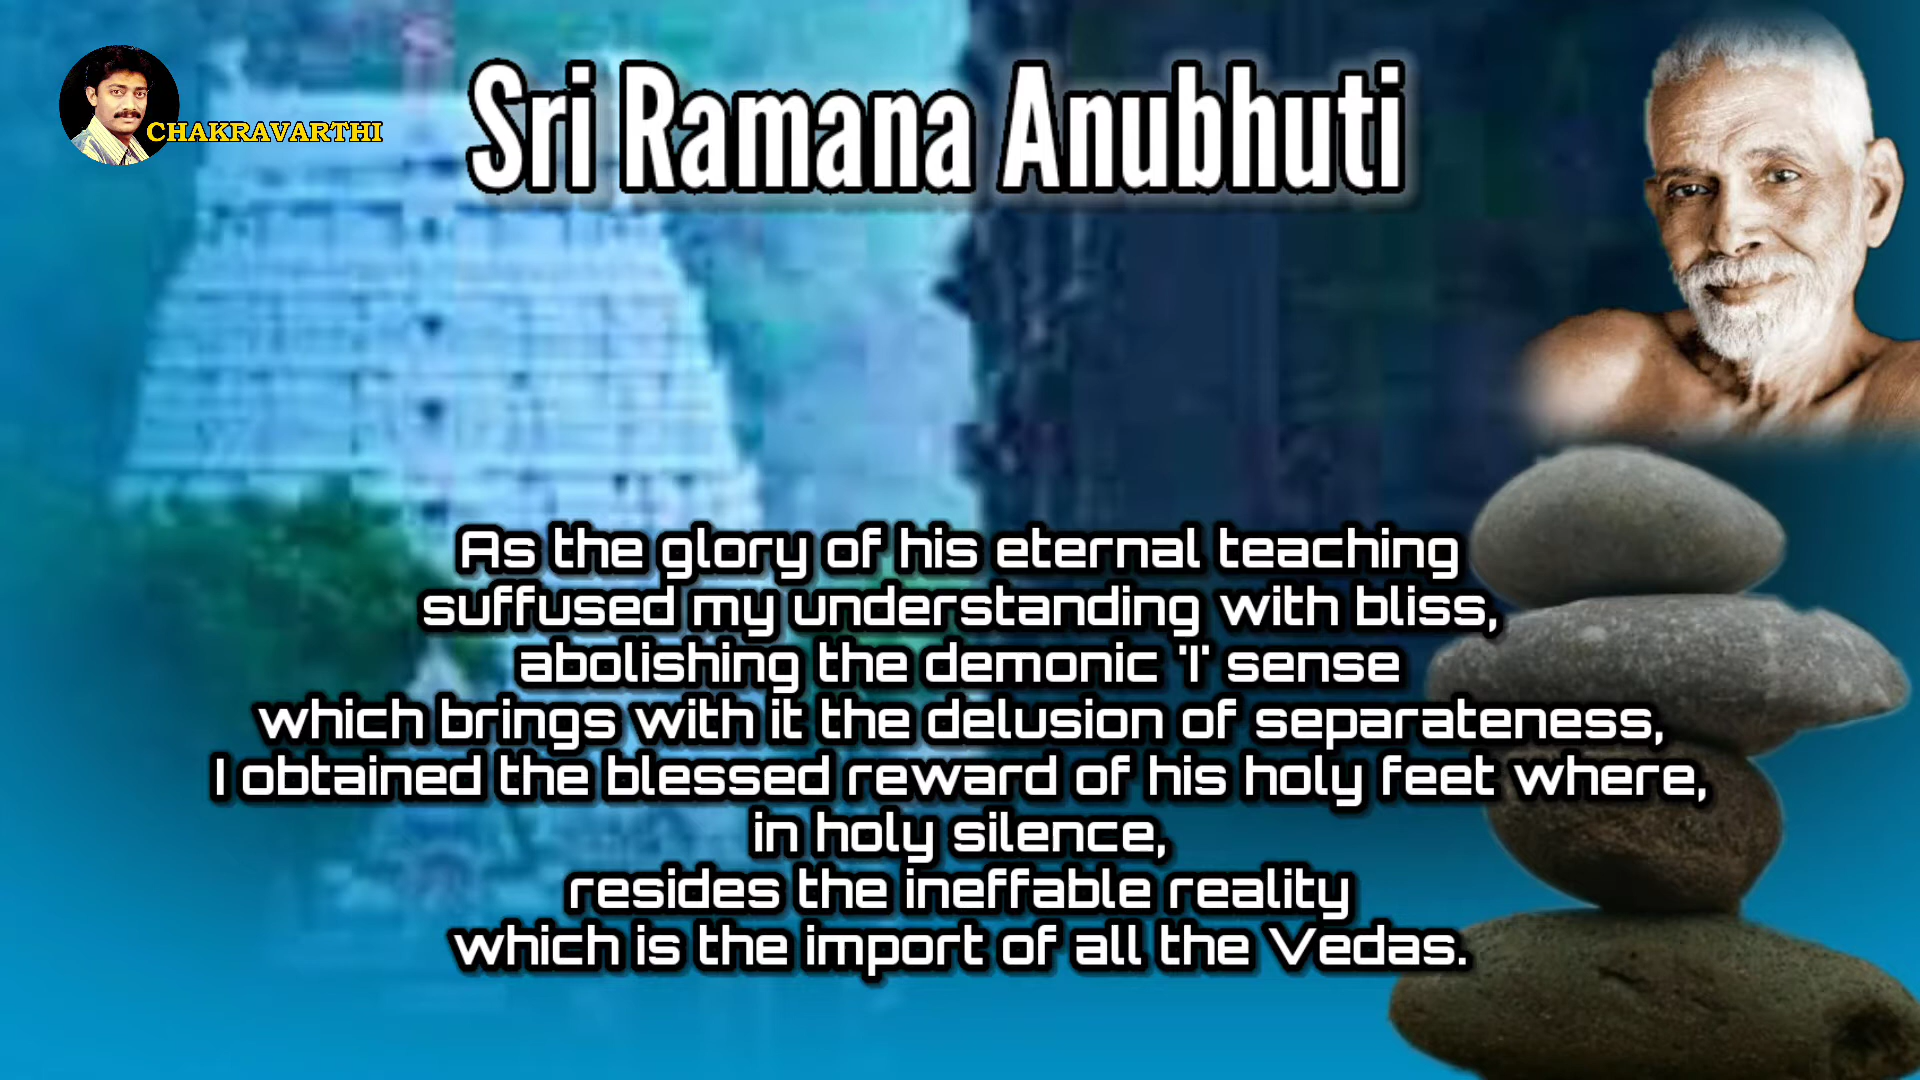 CHAKRAVARTHI
Sri Ramana Anubhuti
As the glory of his eternal teaching
suffused my understanding with bliss,
abolishing the demonic 'I' sense
which brings with it the delusion of separateness,
I obtained the blessed reward of his holy feet where,
in holy silence,
resides the ineffable reality
which is the import of all the Vedas.